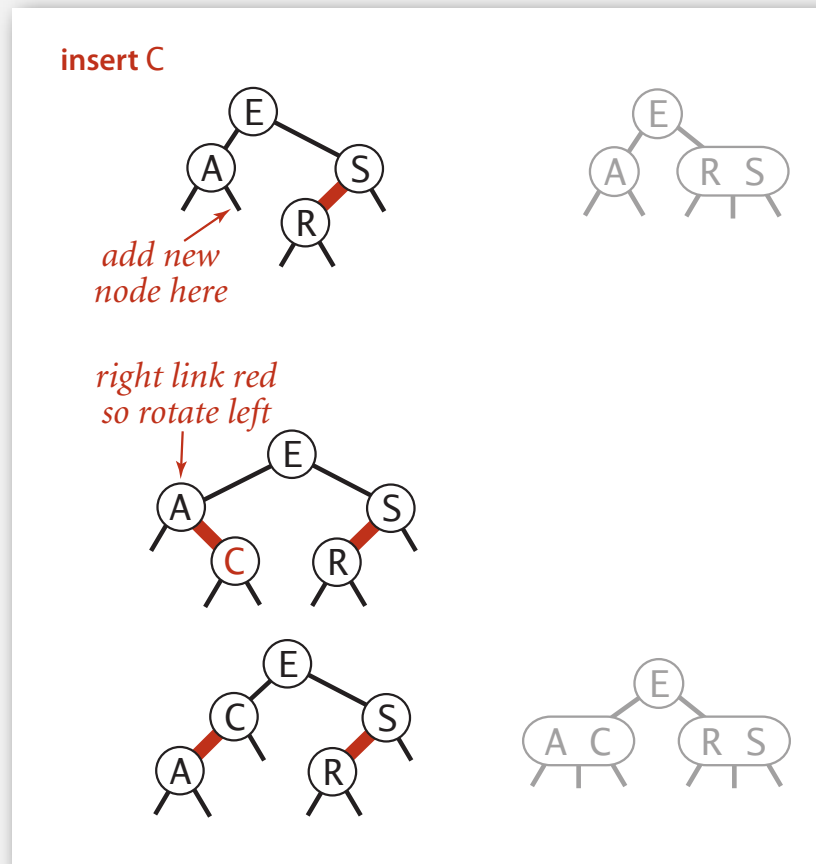 insert C
E
E
A
S
A
R S
R
add new
node here
right link red
so rotate left
E
A
S
C
R
E
E
C
S
A C
R S
A
R